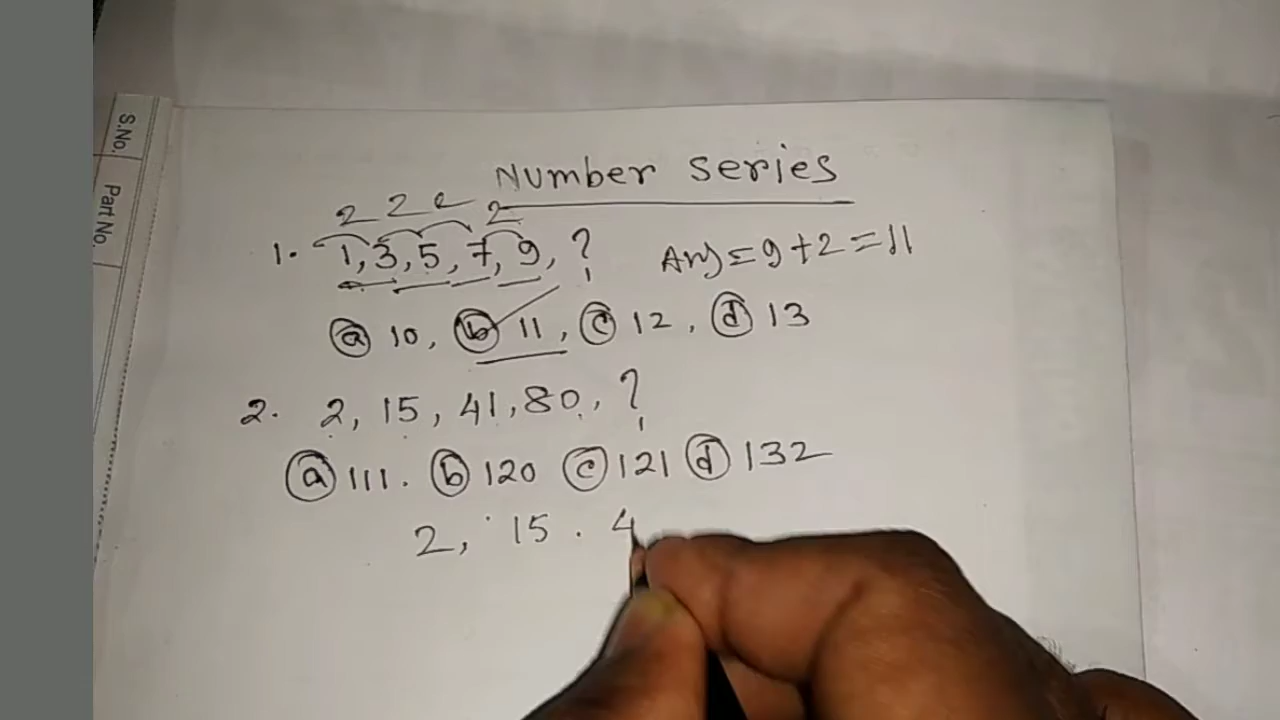 S.No.
Part No.
Number series
2 2 2 2
1. 1, 3, 5, 7, 9, ? Ans = 9+2=11
(a) 10, (b) 11, (c) 12, (d) 13
2. 2, 15, 41, 80, ?
(a) 111. (b) 120 (c) 121 (d) 132
2, 15. 4